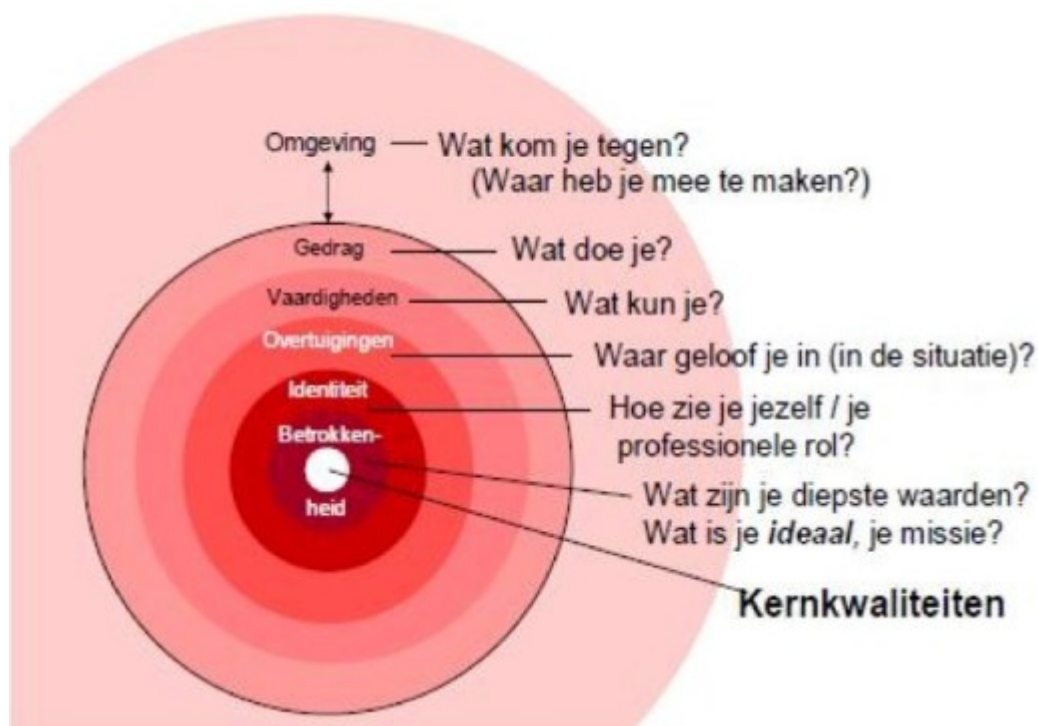 Omgeving
Wat kom je tegen?
(Waar heb je mee te maken?)
Gedrag
Wat doe je?
Vaardigheden
Wat kun je?
Overtuigingen
Waar geloof je in (in de situatie)?
Identiteit
Hoe zie je jezelf / je
professionele rol?
Betrokken-
heid
Wat zijn je diepste waarden?
Wat is je ideaal, je missie?
Kernkwaliteiten